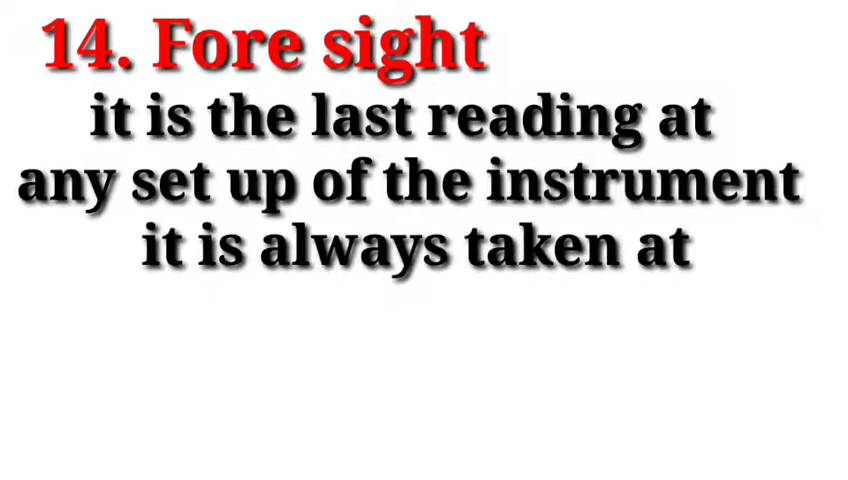 14. Fore sight
it is the last reading at
any set up of the instrument
it is always taken at